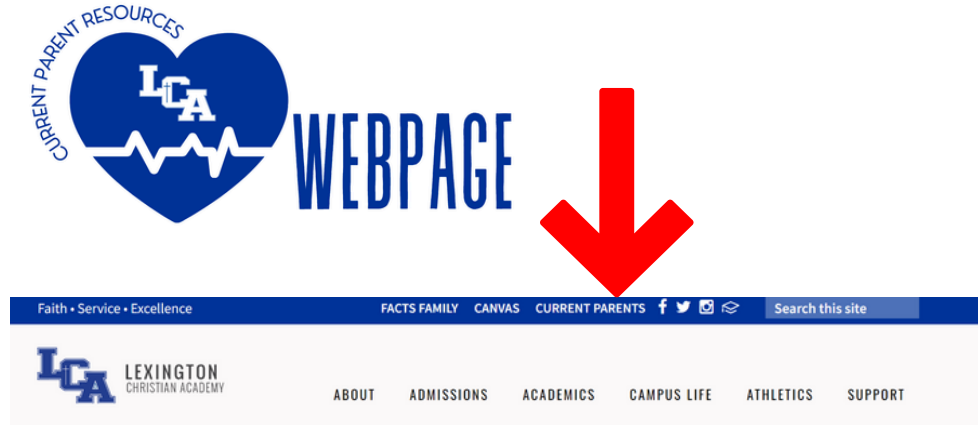 CURRENT PARENT RESOURCES
LCA
WEBPAGE
Faith • Service • Excellence FACTS FAMILY CANVAS CURRENT PARENTS Search this site
LCA LEXINGTON
CHRISTIAN ACADEMY
ABOUT ADMISSIONS ACADEMICS CAMPUS LIFE ATHLETICS SUPPORT